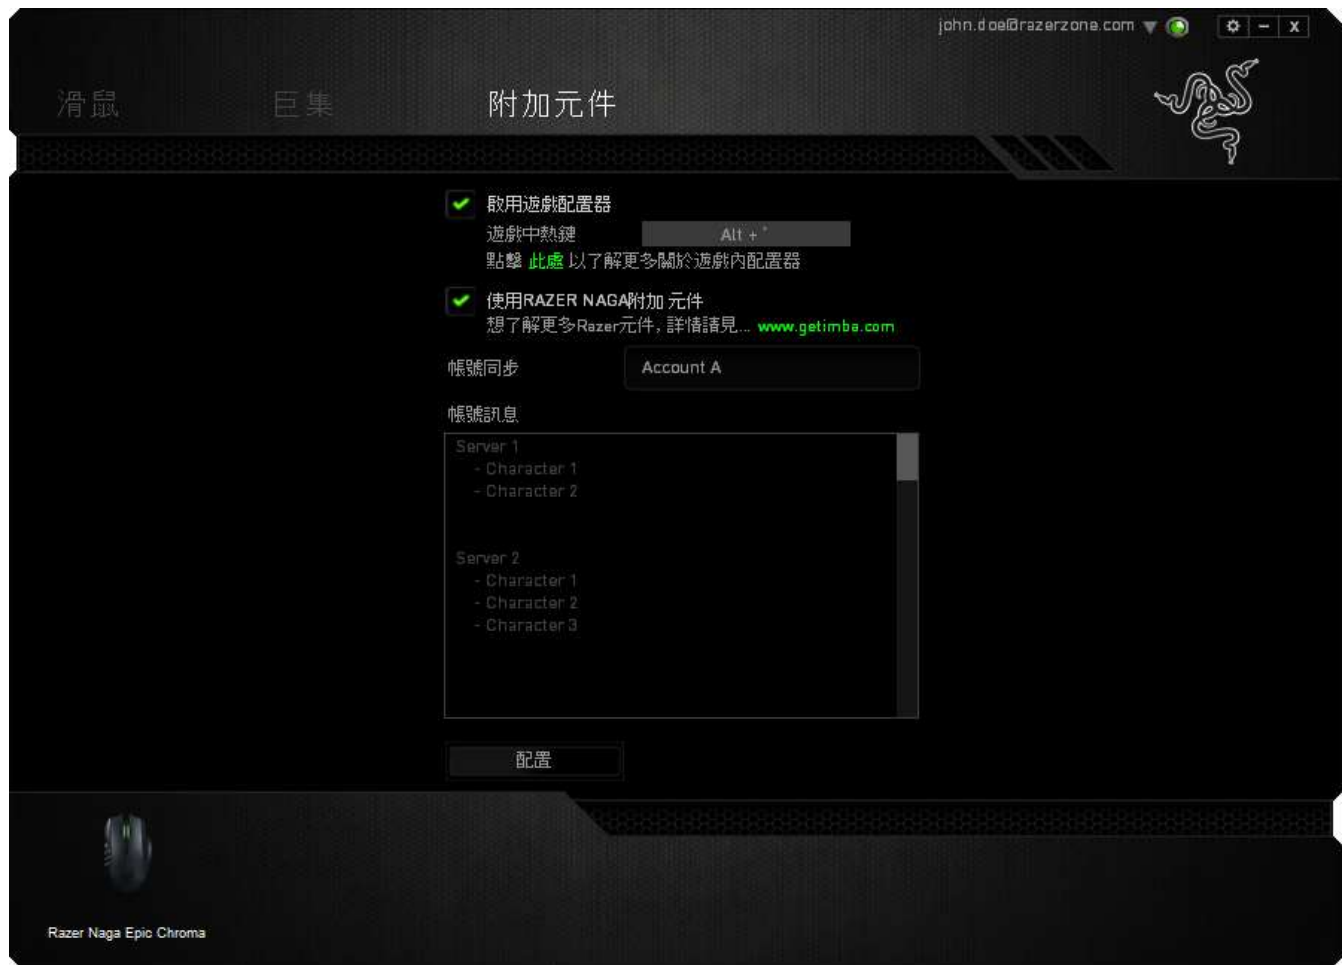 john.doe@razerzone.com
滑鼠 巨集 附加元件
啟用遊戲配置器
遊戲中熱鍵 Alt + `
點擊 此處 以了解更多關於遊戲內配置器
使用RAZER NAGA附加 元件
想了解更多Razer元件, 詳情請見... www.getimba.com
帳號同步 Account A
帳號訊息
Server 1
- Character 1
- Character 2
Server 2
- Character 1
- Character 2
- Character 3
配置
Razer Naga Epic Chroma